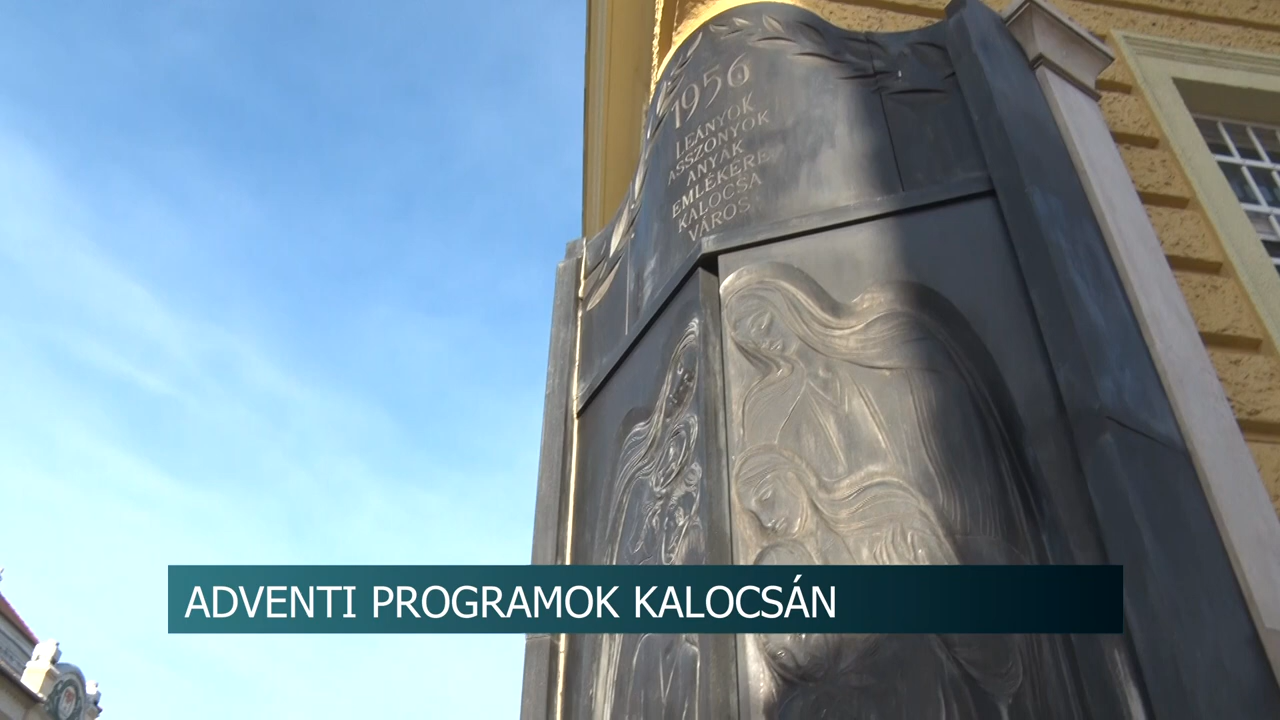 1956
LEÁNYOK
ASSZONYOK
ANYÁK
EMLÉKÉRE
KALOCSA
VÁROS
ADVENTI PROGRAMOK KALOCSÁN